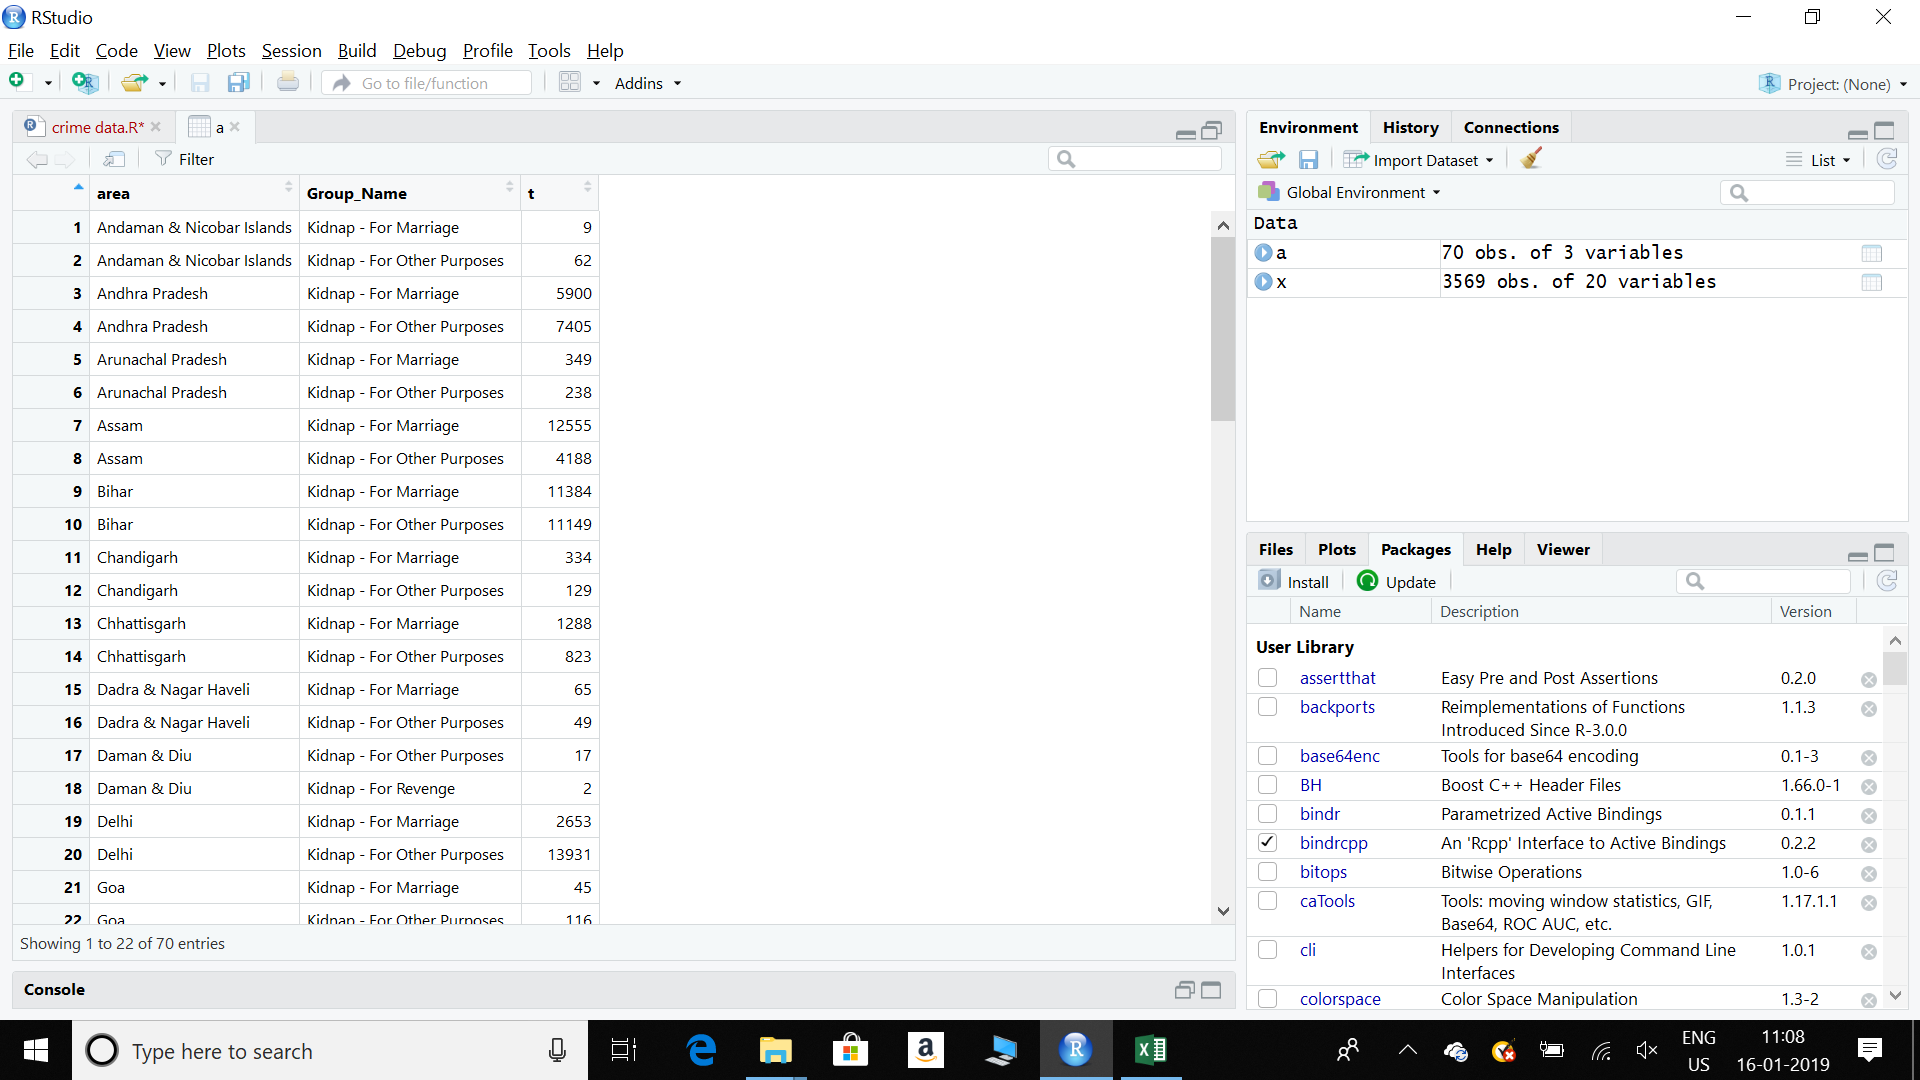 RStudio
File Edit Code View Plots Session Build Debug Profile Tools Help
Go to file/function Addins Project: (None)
crime data.R* a
Filter
area Group_Name t
1 Andaman & Nicobar Islands Kidnap - For Marriage 9
2 Andaman & Nicobar Islands Kidnap - For Other Purposes 62
3 Andhra Pradesh Kidnap - For Marriage 5900
4 Andhra Pradesh Kidnap - For Other Purposes 7405
5 Arunachal Pradesh Kidnap - For Marriage 349
6 Arunachal Pradesh Kidnap - For Other Purposes 238
7 Assam Kidnap - For Marriage 12555
8 Assam Kidnap - For Other Purposes 4188
9 Bihar Kidnap - For Marriage 11384
10 Bihar Kidnap - For Other Purposes 11149
11 Chandigarh Kidnap - For Marriage 334
12 Chandigarh Kidnap - For Other Purposes 129
13 Chhattisgarh Kidnap - For Marriage 1288
14 Chhattisgarh Kidnap - For Other Purposes 823
15 Dadra & Nagar Haveli Kidnap - For Marriage 65
16 Dadra & Nagar Haveli Kidnap - For Other Purposes 49
17 Daman & Diu Kidnap - For Other Purposes 17
18 Daman & Diu Kidnap - For Revenge 2
19 Delhi Kidnap - For Marriage 2653
20 Delhi Kidnap - For Other Purposes 13931
21 Goa Kidnap - For Marriage 45
22 Goa Kidnap - For Other Purposes 116
Showing 1 to 22 of 70 entries
Console
Environment History Connections
Import Dataset List
Global Environment
Data
a 70 obs. of 3 variables
x 3569 obs. of 20 variables
Files Plots Packages Help Viewer
Install Update
Name Description Version
User Library
assertthat Easy Pre and Post Assertions 0.2.0
backports Reimplementations of Functions 1.1.3
Introduced Since R-3.0.0
base64enc Tools for base64 encoding 0.1-3
BH Boost C++ Header Files 1.66.0-1
bindr Parametrized Active Bindings 0.1.1
bindrcpp An 'Rcpp' Interface to Active Bindings 0.2.2
bitops Bitwise Operations 1.0-6
caTools Tools: moving window statistics, GIF, 1.17.1.1
Base64, ROC AUC, etc.
cli Helpers for Developing Command Line 1.0.1
Interfaces
colorspace Color Space Manipulation 1.3-2
Type here to search
ENG
US
11:08
16-01-2019